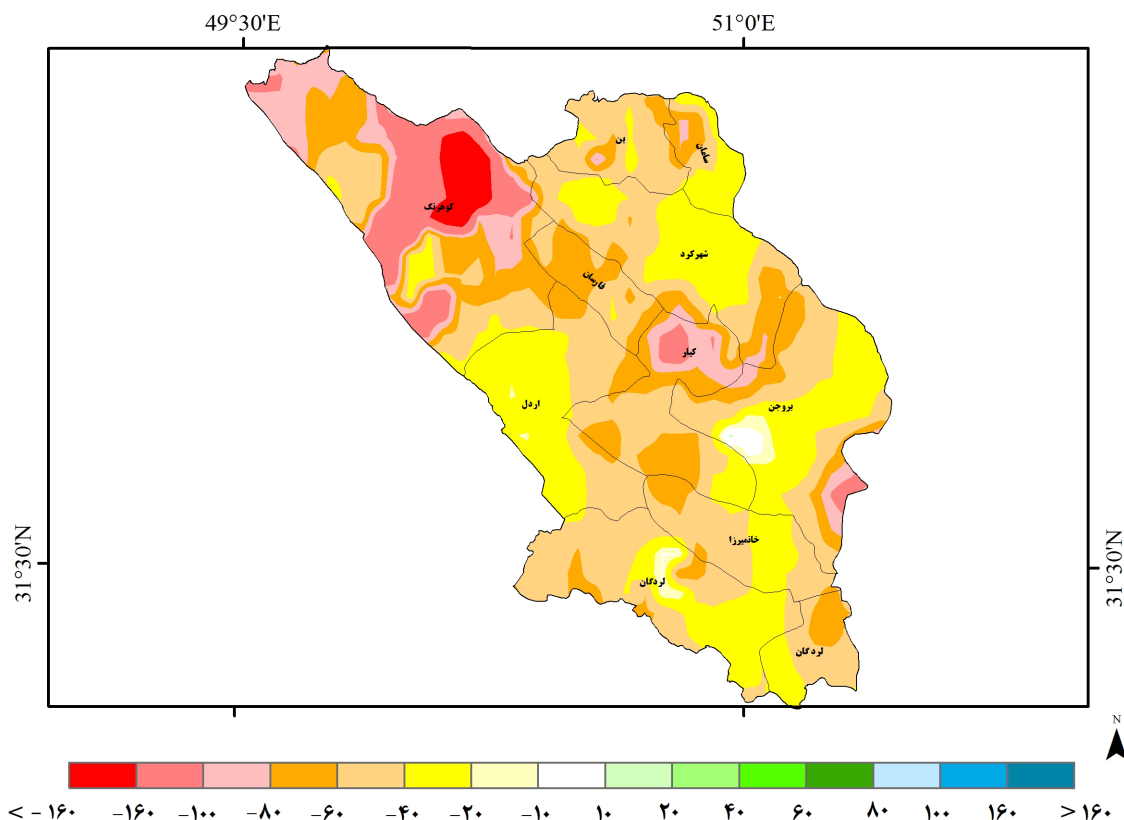 49°30'E 51°0'E
بن
سامان
کوهرنگ
شهرکرد
فارسان
کیار
اردل
بروجن
31°30'N
خانمیرزا
31°30'N
لردگان
لردگان
N
< -۱۶۰ -۱۶۰ -۱۰۰ -۸۰ -۶۰ -۴۰ -۲۰ -۱۰ ۱۰ ۲۰ ۴۰ ۶۰ ۸۰ ۱۰۰ ۱۶۰ > ۱۶۰